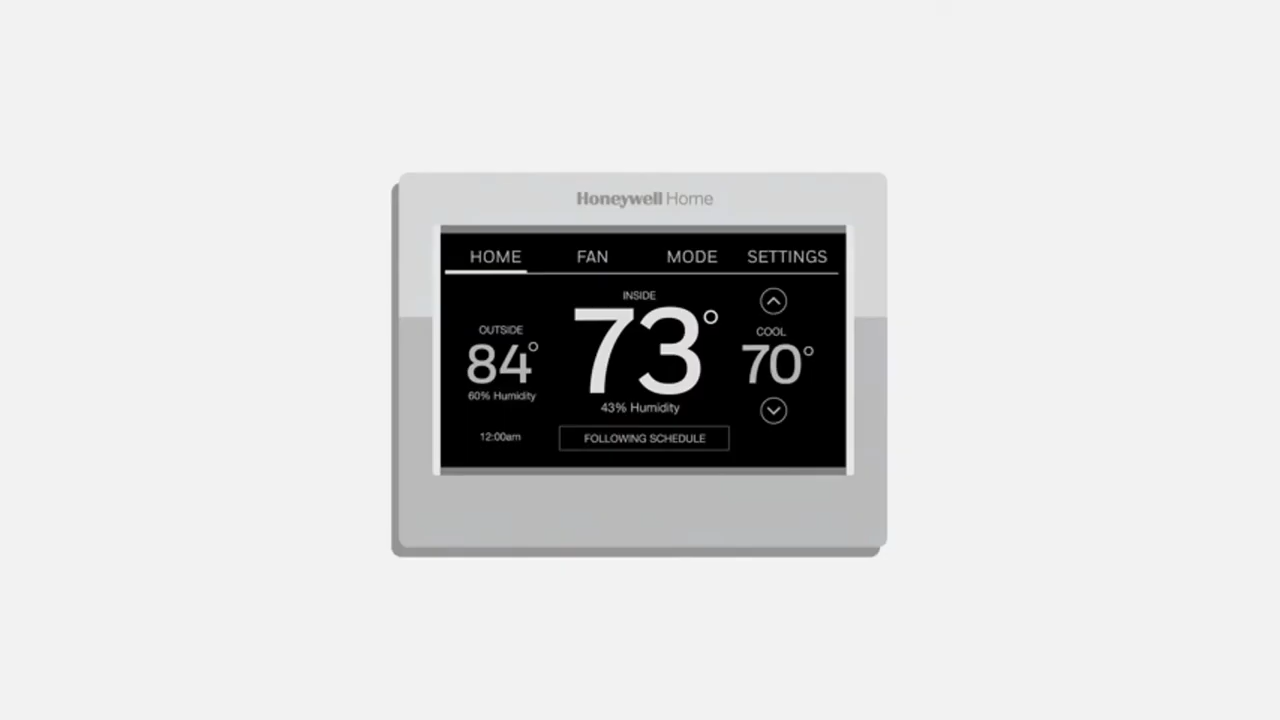 Honeywell Home
HOME FAN MODE SETTINGS
INSIDE
73°
43% Humidity
OUTSIDE
84°
60% Humidity
COOL
70°
12:00am
FOLLOWING SCHEDULE